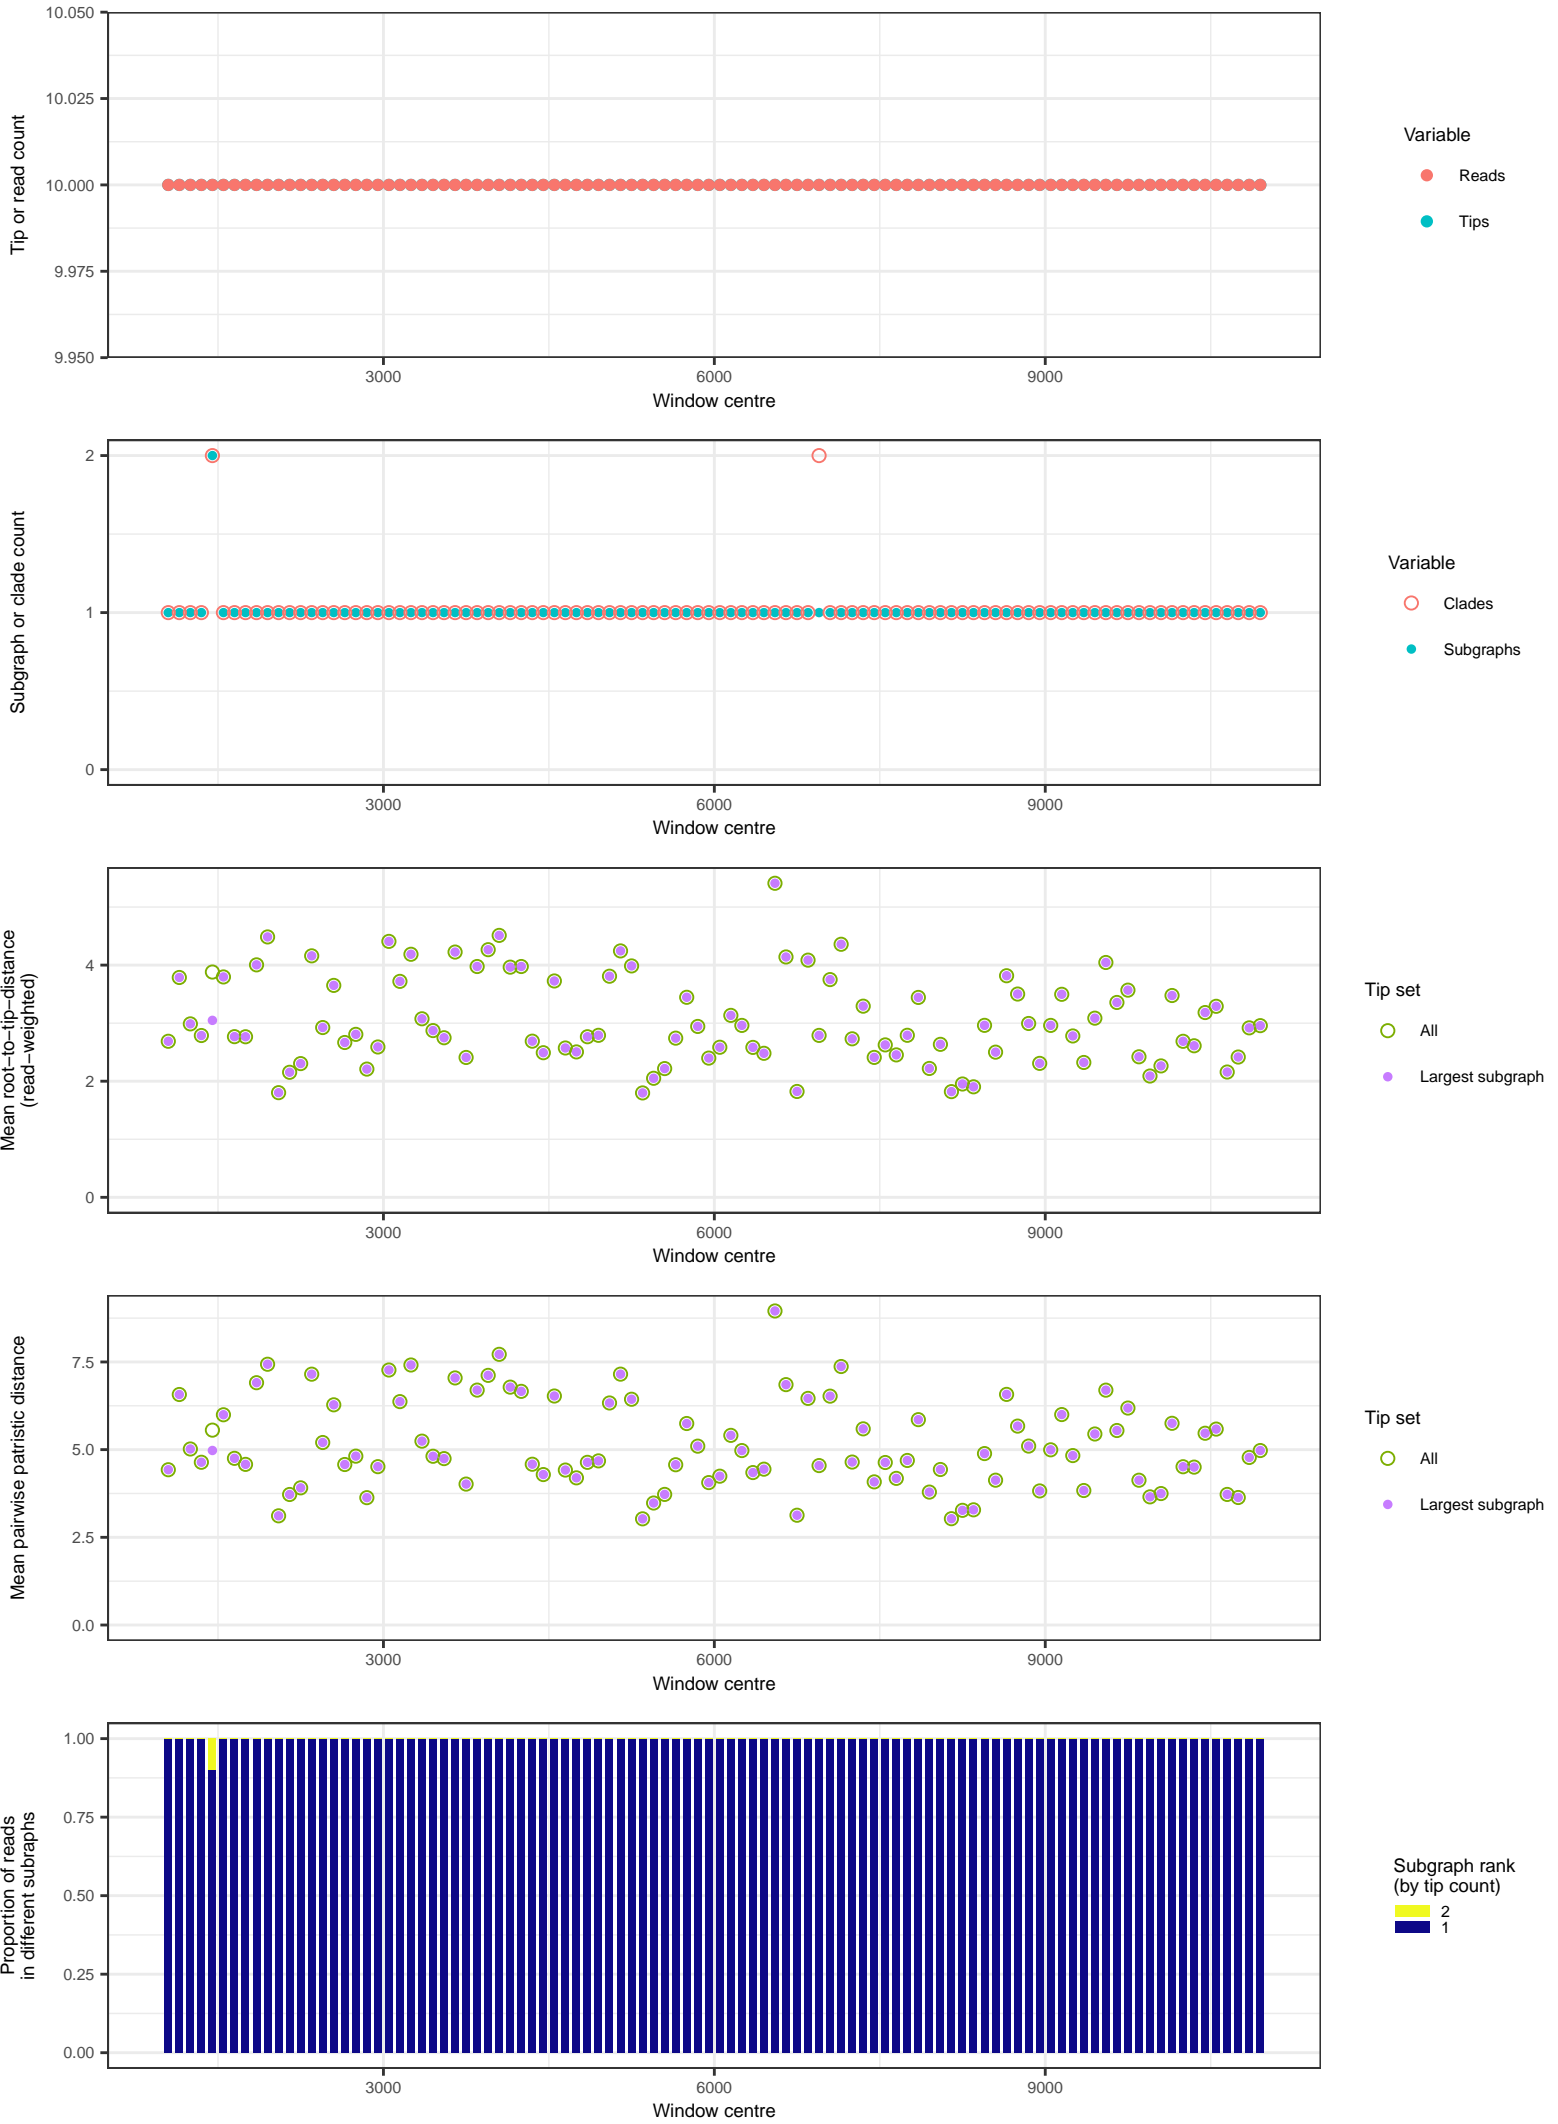 10.050
10.025
10.000
9.975
9.950
Tip or read count
3000 6000 9000
Window centre
Variable
Reads
Tips
2
1
0
Subgraph or clade count
3000 6000 9000
Window centre
Variable
Clades
Subgraphs
4
2
0
Mean root−to−tip−distance
(read−weighted)
3000 6000 9000
Window centre
Tip set
All
Largest subgraph
7.5
5.0
2.5
0.0
Mean pairwise patristic distance
3000 6000 9000
Window centre
Tip set
All
Largest subgraph
1.00
0.75
0.50
0.25
0.00
Proportion of reads
in different subraphs
3000 6000 9000
Window centre
Subgraph rank
(by tip count)
2
1